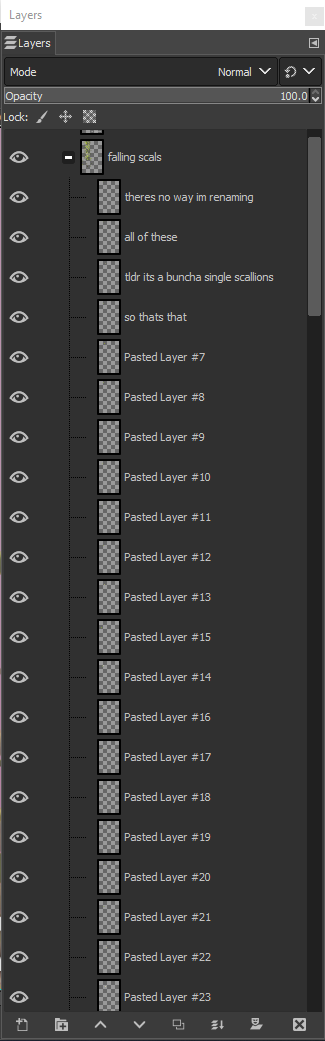 Layers
Layers
Mode Normal
Opacity 100.0
Lock:
falling scals
theres no way im renaming
all of these
tldr its a buncha single scallions
so thats that
Pasted Layer #7
Pasted Layer #8
Pasted Layer #9
Pasted Layer #10
Pasted Layer #11
Pasted Layer #12
Pasted Layer #13
Pasted Layer #15
Pasted Layer #14
Pasted Layer #16
Pasted Layer #17
Pasted Layer #18
Pasted Layer #19
Pasted Layer #20
Pasted Layer #21
Pasted Layer #22
Pasted Layer #23